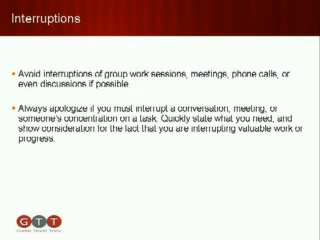 Interruptions
Avoid interruptions of group work sessions, meetings, phone calls, or
even discussions if possible
Always apologize if you must interrupt a conversation, meeting, or
someone's concentration on a task. Quickly state what you need, and
show consideration for the fact that you are interrupting valuable work or
progress.
GTT